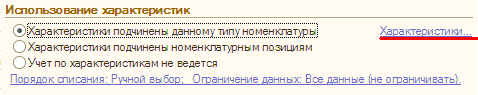 Использование характеристик
Характеристики подчинены данному типу номенклатуры Характеристики...
Характеристики подчинены номенклатурным позициям
Учет по характеристикам не ведется
Порядок списания: Ручной выбор; Ограничение данных: Все данные (не ограничивать).